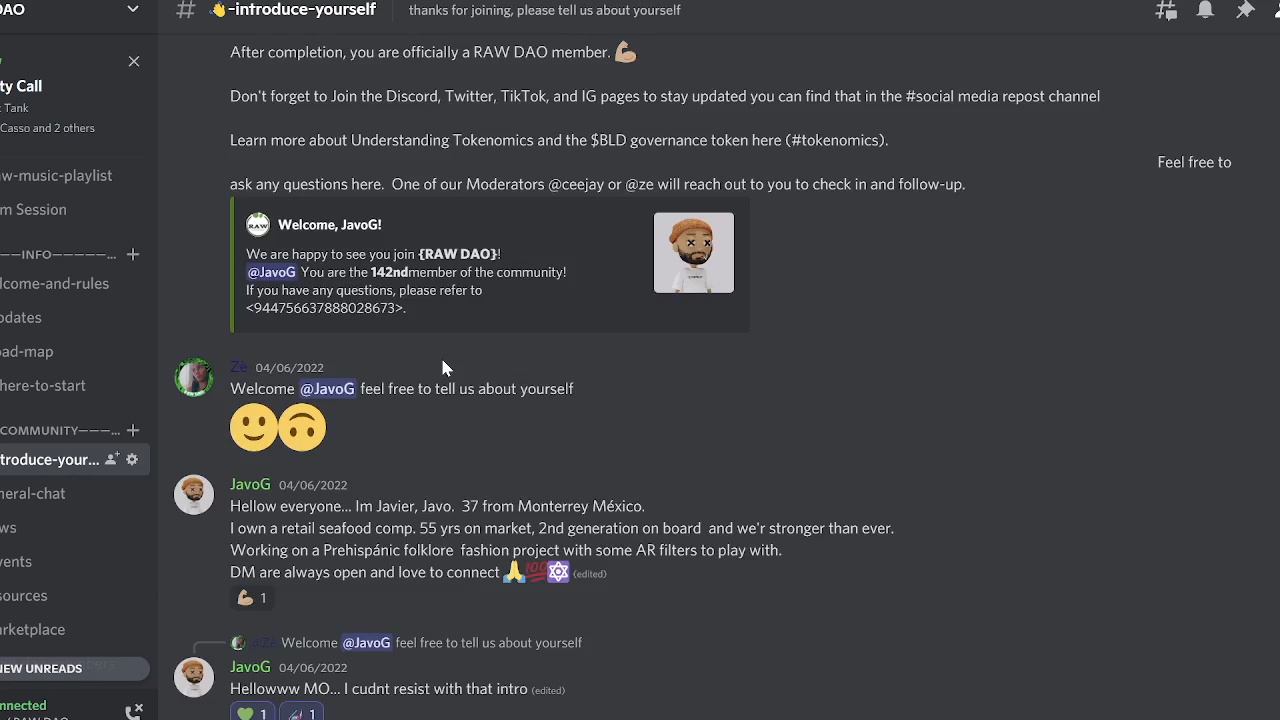 DAO
👋-introduce-yourself
thanks for joining, please tell us about yourself
ty Call
Tank
Casso and 2 others
w-music-playlist
m Session
——INFO—————...
lcome-and-rules
dates
ad-map
here-to-start
COMMUNITY———...
troduce-your...
neral-chat
ws
vents
sources
rketplace
NEW UNREADS
nnected
/ RAW DAO
After completion, you are officially a RAW DAO member. 💪🏼
Don't forget to Join the Discord, Twitter, TikTok, and IG pages to stay updated you can find that in the #social media repost channel
Learn more about Understanding Tokenomics and the $BLD governance token here (#tokenomics).
Feel free to
ask any questions here. One of our Moderators @ceejay or @ze will reach out to you to check in and follow-up.
RAW
Welcome, JavoG!
We are happy to see you join {RAW DAO}!
@JavoG You are the 142ndmember of the community!
If you have any questions, please refer to
<944756637888028673>.
Zè 04/06/2022
Welcome @JavoG feel free to tell us about yourself
🙂🙃
JavoG 04/06/2022
Hellow everyone... Im Javier, Javo. 37 from Monterrey México.
I own a retail seafood comp. 55 yrs on market, 2nd generation on board and we'r stronger than ever.
Working on a Prehispánic folklore fashion project with some AR filters to play with.
DM are always open and love to connect 🙏💯🔯 (edited)
💪🏼 1
@Zè Welcome @JavoG feel free to tell us about yourself
JavoG 04/06/2022
Hellowww MO... I cudnt resist with that intro (edited)
💚 1 🚀 1